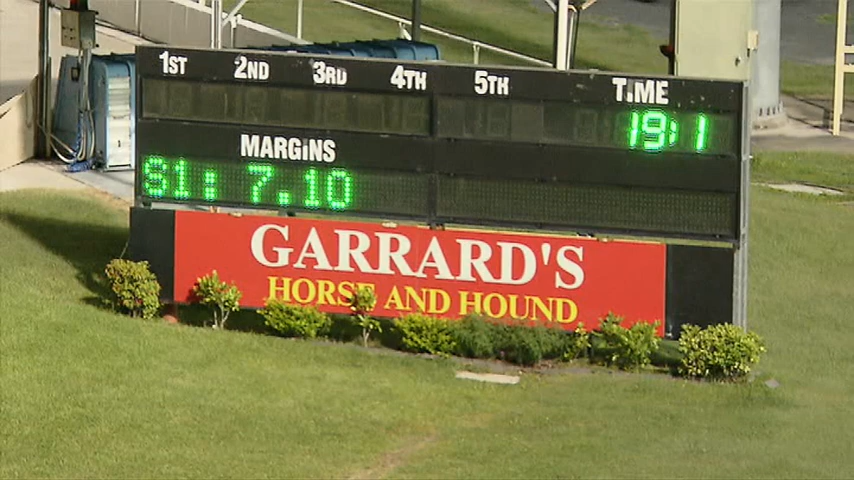 1ST 2ND 3RD 4TH 5TH TIME
19:1
MARGINS
S1: 7.10
GARRARD'S
HORSE AND HOUND